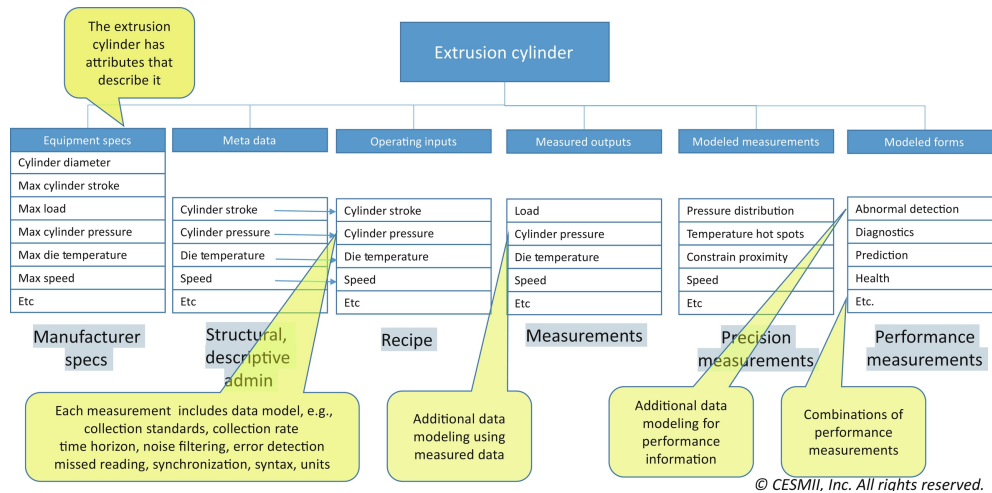 The extrusion
cylinder has
attributes that
describe it
Extrusion cylinder
Equipment specs
Cylinder diameter
Max cylinder stroke
Max load
Max cylinder pressure
Max die temperature
Max speed
Etc
Manufacturer
specs
Meta data
Cylinder stroke
Cylinder pressure
Die temperature
Speed
Etc
Structural,
descriptive
admin
Operating inputs
Cylinder stroke
Cylinder pressure
Die temperature
Speed
Etc
Recipe
Measured outputs
Load
Cylinder pressure
Die temperature
Speed
Etc
Measurements
Modeled measurements
Pressure distribution
Temperature hot spots
Constrain proximity
Speed
Etc
Precision
measurements
Modeled forms
Abnormal detection
Diagnostics
Prediction
Health
Etc.
Performance
measurements
Each measurement includes data model, e.g.,
collection standards, collection rate
time horizon, noise filtering, error detection
missed reading, synchronization, syntax, units
Additional data
modeling using
measured data
Additional data
modeling for
performance
information
Combinations of
performance
measurements
© CESMII, Inc. All rights reserved.